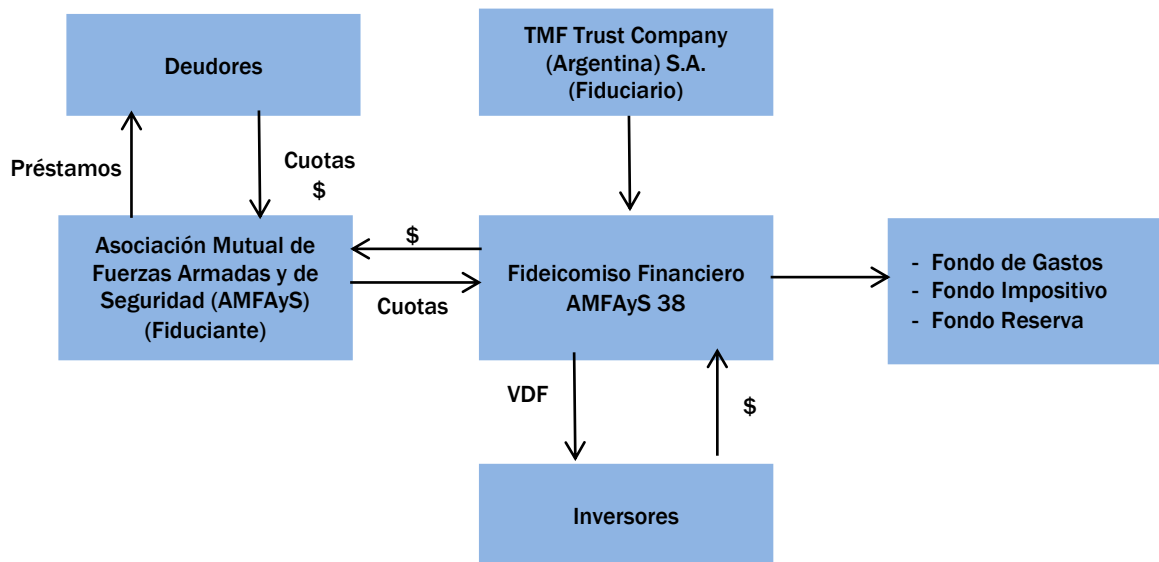 Deudores
TMF Trust Company
(Argentina) S.A.
(Fiduciario)
Préstamos
Cuotas
$
Asociación Mutual de
Fuerzas Armadas y de
Seguridad (AMFAyS)
(Fiduciante)
$
Cuotas
Fideicomiso Financiero
AMFAyS 38
- Fondo de Gastos
- Fondo Impositivo
- Fondo Reserva
VDF
$
Inversores